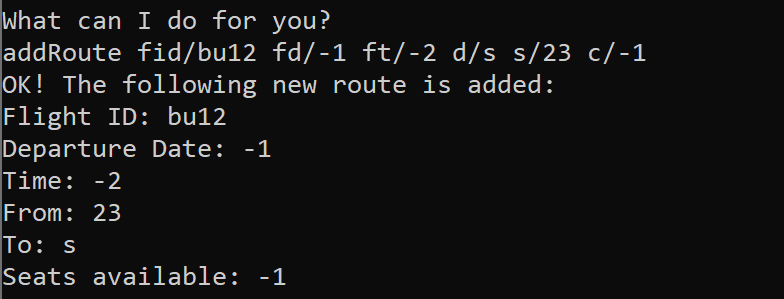 What can I do for you?
addRoute fid/bu12 fd/-1 ft/-2 d/s s/23 c/-1
OK! The following new route is added:
Flight ID: bu12
Departure Date: -1
Time: -2
From: 23
To: s
Seats available: -1